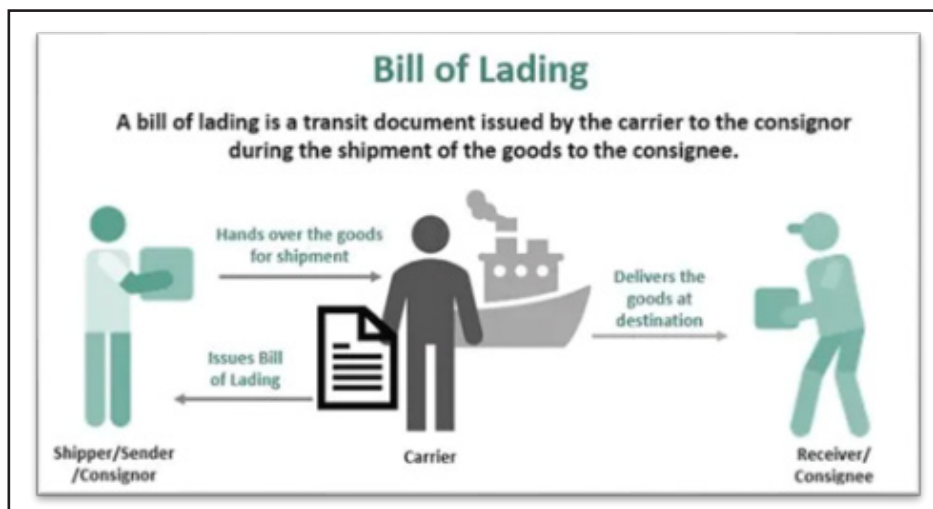 Bill of Lading
A bill of lading is a transit document issued by the carrier to the consignor
during the shipment of the goods to the consignee.
Hands over the goods
for shipment
Delivers the
goods at
destination
Issues Bill
of Lading
Shipper/Sender
/Consignor
Carrier
Receiver/
Consignee